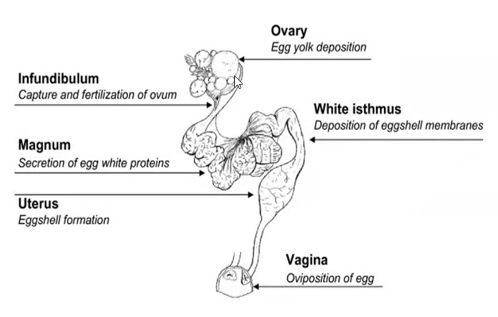 Ovary
Egg yolk deposition
Infundibulum
Capture and fertilization of ovum
White isthmus
Deposition of eggshell membranes
Magnum
Secretion of egg white proteins
Uterus
Eggshell formation
Vagina
Oviposition of egg